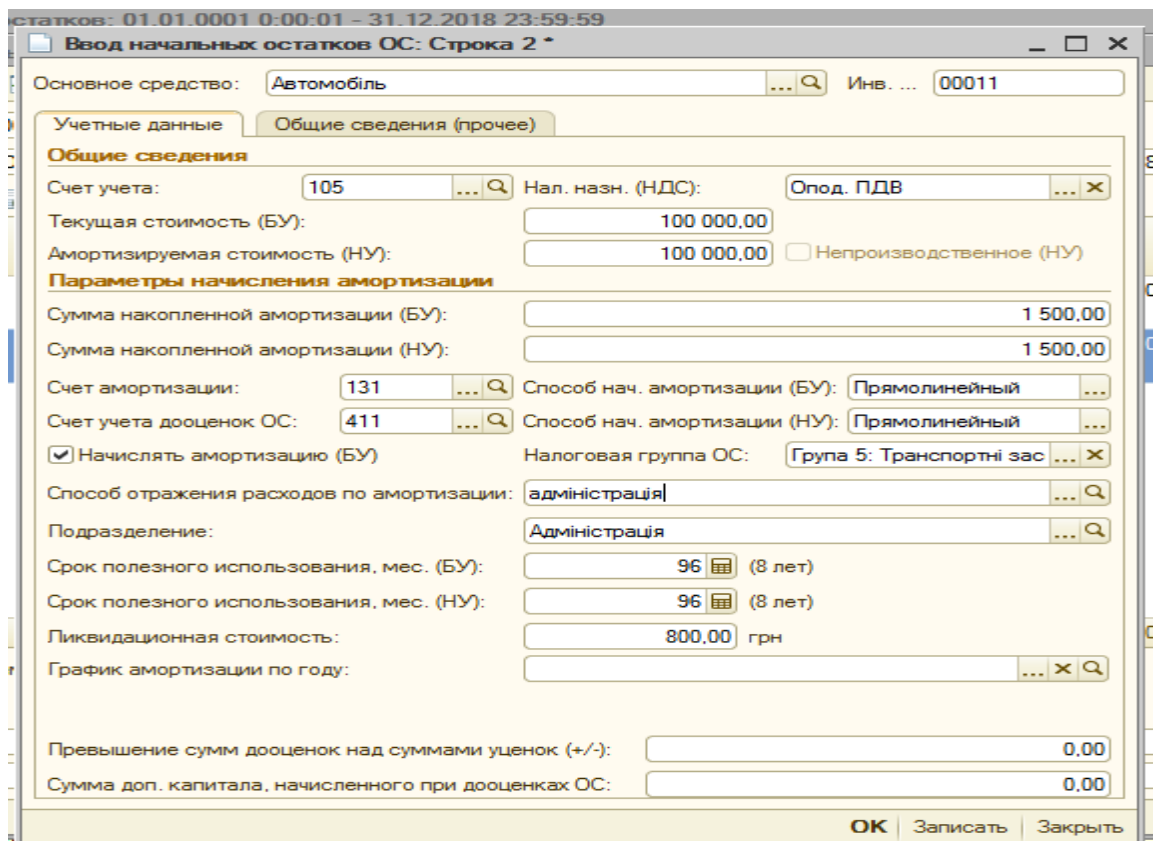 остатков: 01.01.0001 0:00:01 - 31.12.2018 23:59:59
Ввод начальных остатков ОС: Строка 2 *
Основное средство: Автомобіль ... Инв. ... 00011
Учетные данные Общие сведения (прочее)
Общие сведения
Счет учета: 105 ... Нал. назн. (НДС): Опод. ПДВ ...
Текущая стоимость (БУ): 100 000,00
Амортизируемая стоимость (НУ): 100 000,00 Непроизводственное (НУ)
Параметры начисления амортизации
Сумма накопленной амортизации (БУ): 1 500,00
Сумма накопленной амортизации (НУ): 1 500,00
Счет амортизации: 131 ... Способ нач. амортизации (БУ): Прямолинейный ...
Счет учета дооценок ОС: 411 ... Способ нач. амортизации (НУ): Прямолинейный ...
Начислять амортизацию (БУ) Налоговая группа ОС: Група 5: Транспортні зас ...
Способ отражения расходов по амортизации: адміністрація ...
Подразделение: Адміністрація ...
Срок полезного использования, мес. (БУ): 96 (8 лет)
Срок полезного использования, мес. (НУ): 96 (8 лет)
Ликвидационная стоимость: 800,00 грн
График амортизации по году: ...
Превышение сумм дооценок над суммами уценок (+/-): 0,00
Сумма доп. капитала, начисленного при дооценках ОС: 0,00
OK Записать Закрыть